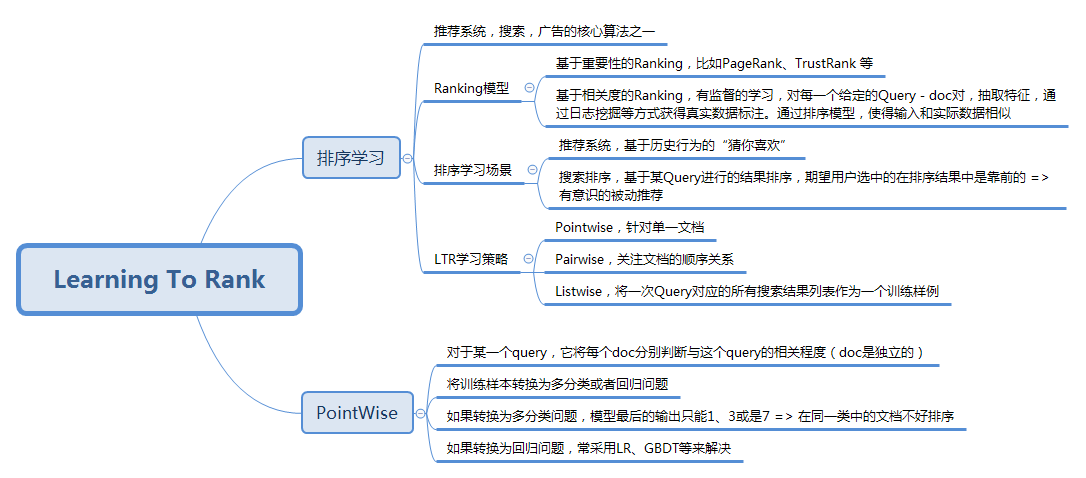 Learning To Rank
排序学习
推荐系统，搜索，广告的核心算法之一
Ranking模型
基于重要性的Ranking，比如PageRank、TrustRank 等
基于相关度的Ranking，有监督的学习，对每一个给定的Query - doc对，抽取特征，通
过日志挖掘等方式获得真实数据标注。通过排序模型，使得输入和实际数据相似
排序学习场景
推荐系统，基于历史行为的“猜你喜欢”
搜索排序，基于某Query进行的结果排序，期望用户选中的在排序结果中是靠前的 =>
有意识的被动推荐
LTR学习策略
Pointwise，针对单一文档
Pairwise，关注文档的顺序关系
Listwise，将一次Query对应的所有搜索结果列表作为一个训练样例
PointWise
对于某一个query，它将每个doc分别判断与这个query的相关程度（doc是独立的）
将训练样本转换为多分类或者回归问题
如果转换为多分类问题，模型最后的输出只能1、3或是7 => 在同一类中的文档不好排序
如果转换为回归问题，常采用LR、GBDT等来解决